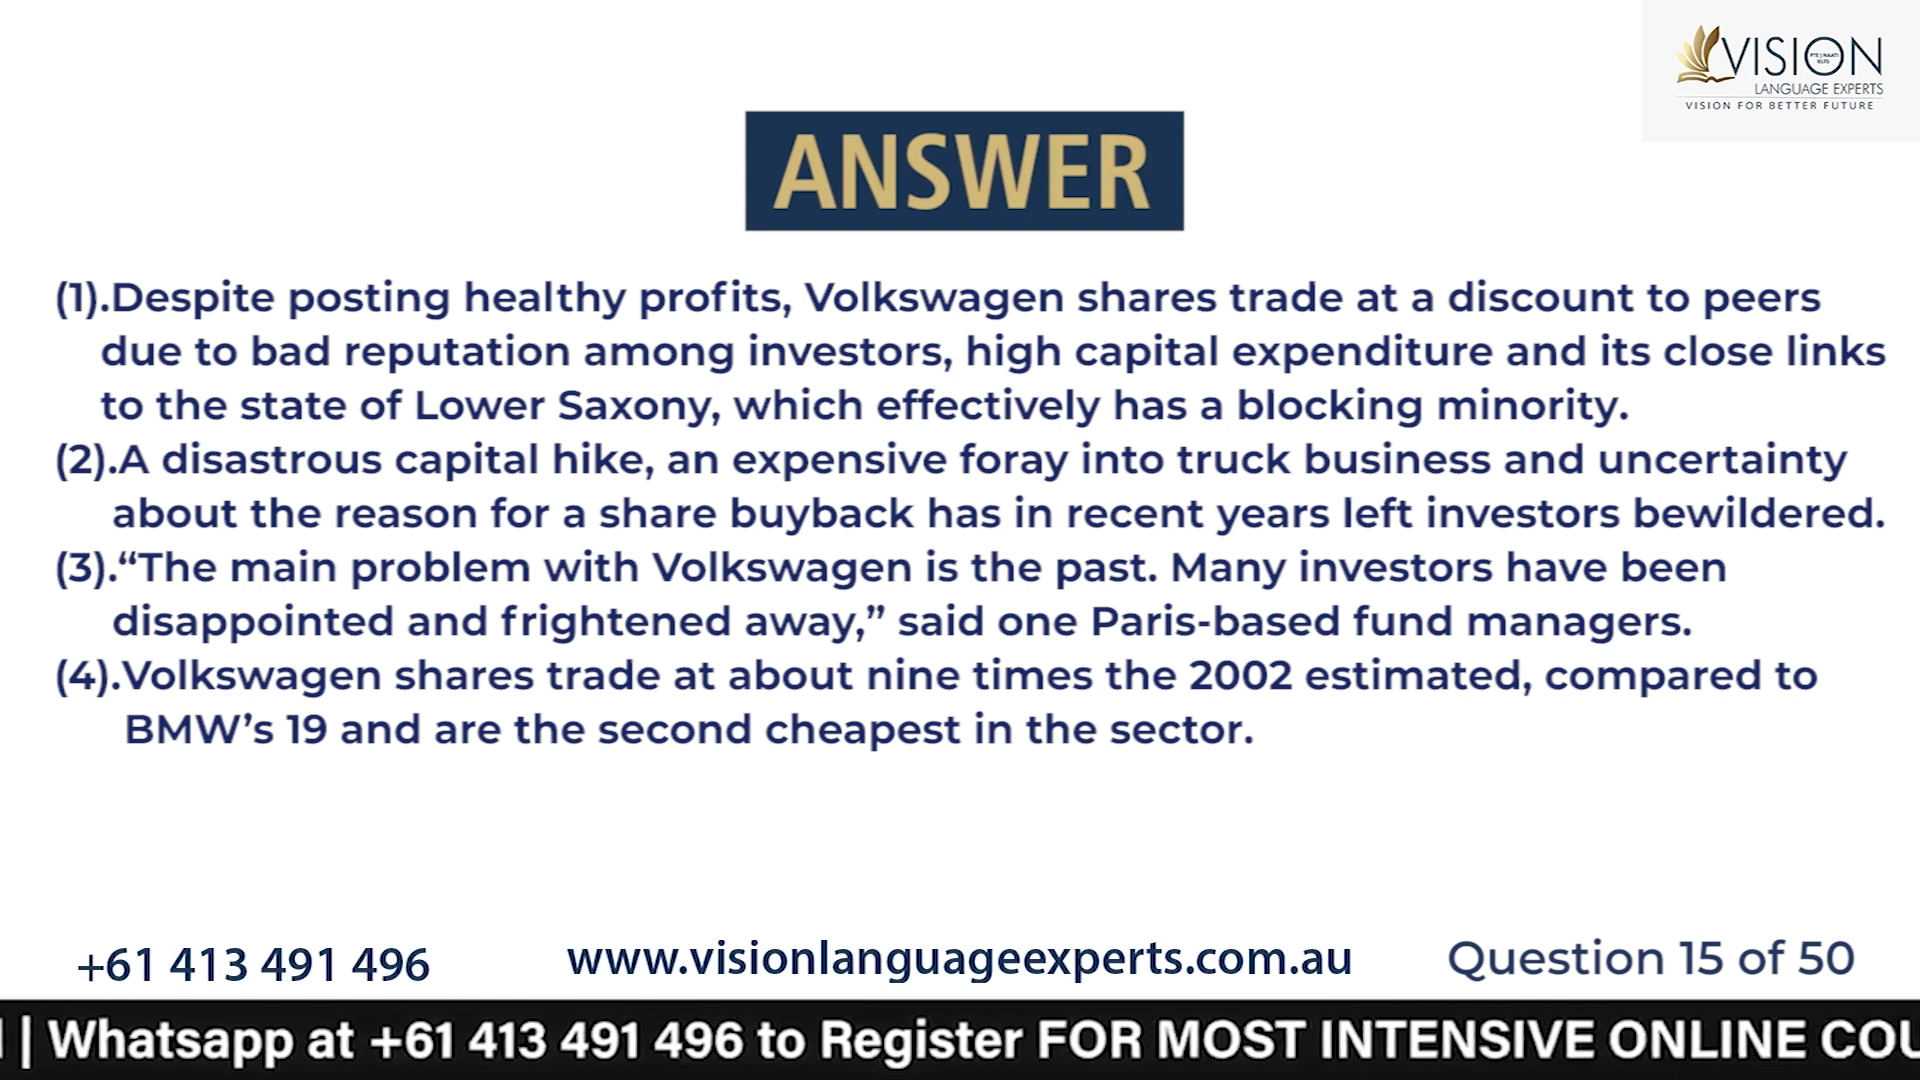 VISION
LANGUAGE EXPERTS
VISION FOR BETTER FUTURE
ANSWER
(1).Despite posting healthy profits, Volkswagen shares trade at a discount to peers
due to bad reputation among investors, high capital expenditure and its close links
to the state of Lower Saxony, which effectively has a blocking minority.
(2).A disastrous capital hike, an expensive foray into truck business and uncertainty
about the reason for a share buyback has in recent years left investors bewildered.
(3).“The main problem with Volkswagen is the past. Many investors have been
disappointed and frightened away,” said one Paris-based fund managers.
(4).Volkswagen shares trade at about nine times the 2002 estimated, compared to
BMW’s 19 and are the second cheapest in the sector.
+61 413 491 496
www.visionlanguageexperts.com.au
Question 15 of 50
| Whatsapp at +61 413 491 496 to Register FOR MOST INTENSIVE ONLINE COU